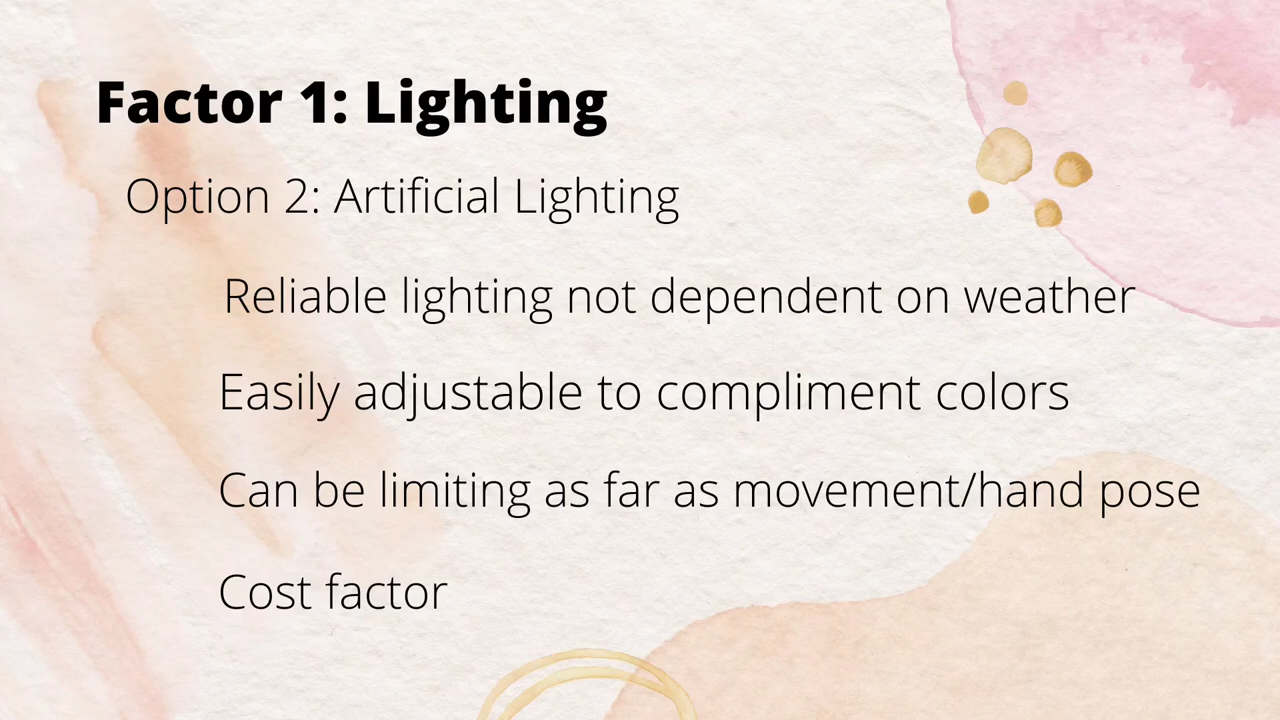 Factor 1: Lighting
Option 2: Artificial Lighting
Reliable lighting not dependent on weather
Easily adjustable to compliment colors
Can be limiting as far as movement/hand pose
Cost factor